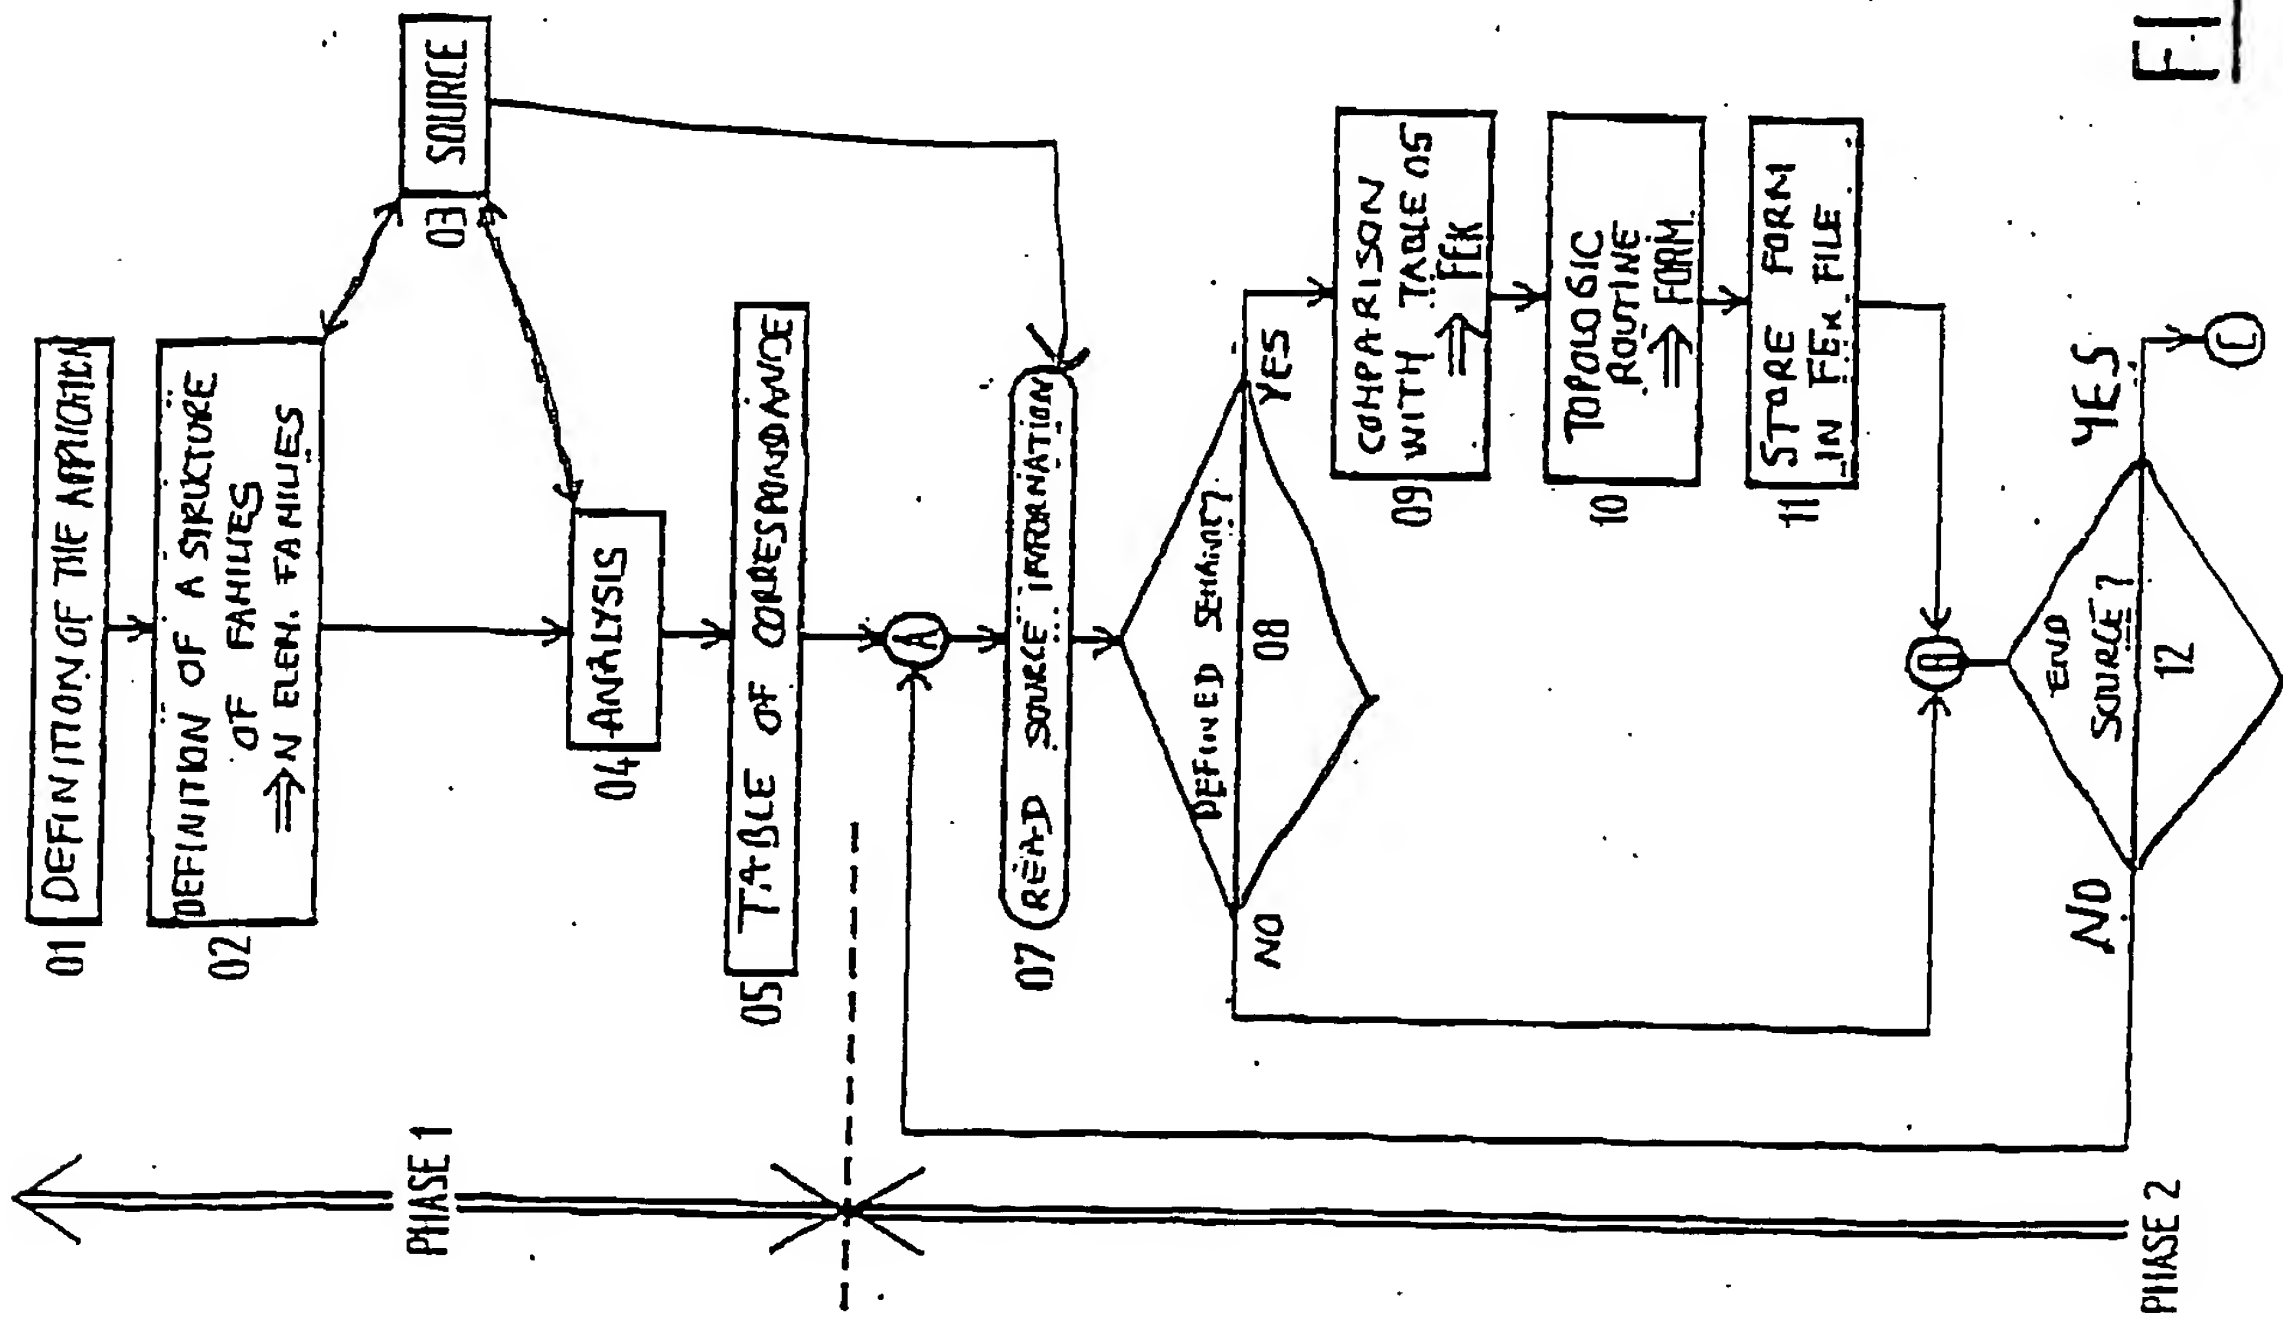 01 DEFINITION OF THE APPLICATION
02 DEFINITION OF A STRUCTURE
OF FAMILIES
⇒ N ELEM. FAMILIES
03 SOURCE
04 ANALYSIS
05 TABLE OF CORRESPONDANCE
PHASE 1
A
07 READ SOURCE INFORMATION
DEFINED SEMANT?
08
NO
YES
09 COMPARISON
WITH TABLE 05
⇒ FEK
10 TOPOLOGIC
ROUTINE
⇒ FORM
11 STORE FORM
IN FEK FILE
B
END
SOURCE?
12
NO
YES
PHASE 2